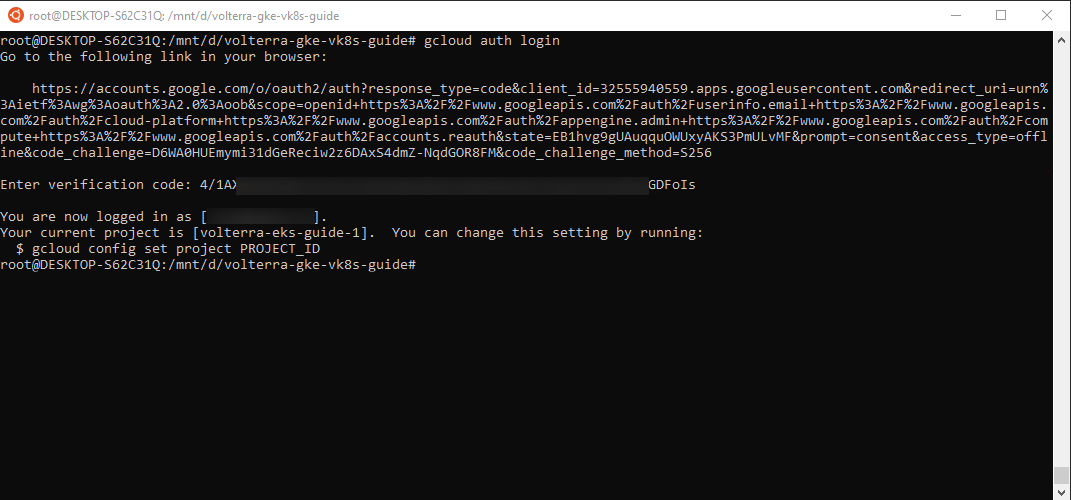 root@DESKTOP-S62C31Q: /mnt/d/volterra-gke-vk8s-guide
root@DESKTOP-S62C31Q:/mnt/d/volterra-gke-vk8s-guide# gcloud auth login
Go to the following link in your browser:
https://accounts.google.com/o/oauth2/auth?response_type=code&client_id=32555940559.apps.googleusercontent.com&redirect_uri=urn%
3Aietf%3Awg%3Aoauth%3A2.0%3Aoob&scope=openid+https%3A%2F%2Fwww.googleapis.com%2Fauth%2Fuserinfo.email+https%3A%2F%2Fwww.googleapis.
com%2Fauth%2Fcloud-platform+https%3A%2F%2Fwww.googleapis.com%2Fauth%2Fappengine.admin+https%3A%2F%2Fwww.googleapis.com%2Fauth%2Fcom
pute+https%3A%2F%2Fwww.googleapis.com%2Fauth%2Faccounts.reauth&state=EB1hvg9gUAuqquOWUxyAKS3PmULvMF&prompt=consent&access_type=offl
ine&code_challenge=D6WA0HUEmymi31dGeReciw2z6DAxS4dmZ-NqdGOR8FM&code_challenge_method=S256
Enter verification code: 4/1AX GDFoIs
You are now logged in as [ ].
Your current project is [volterra-eks-guide-1].  You can change this setting by running:
$ gcloud config set project PROJECT_ID
root@DESKTOP-S62C31Q:/mnt/d/volterra-gke-vk8s-guide#